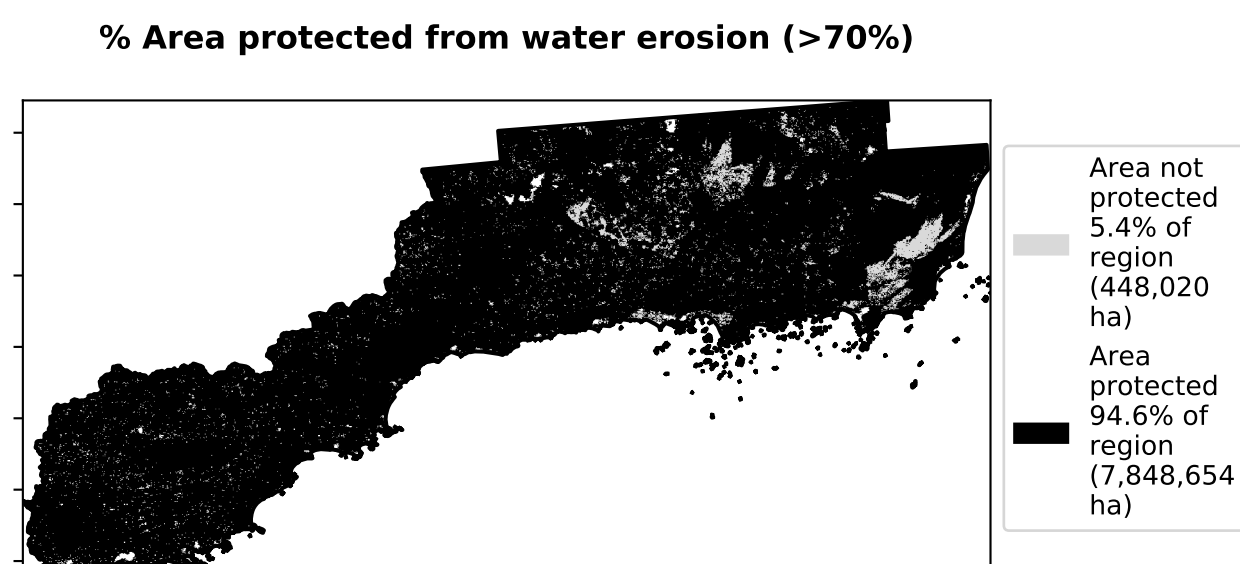 % Area protected from water erosion (>70%)
Area not
protected
5.4% of
region
(448,020
ha)
Area
protected
94.6% of
region
(7,848,654
ha)